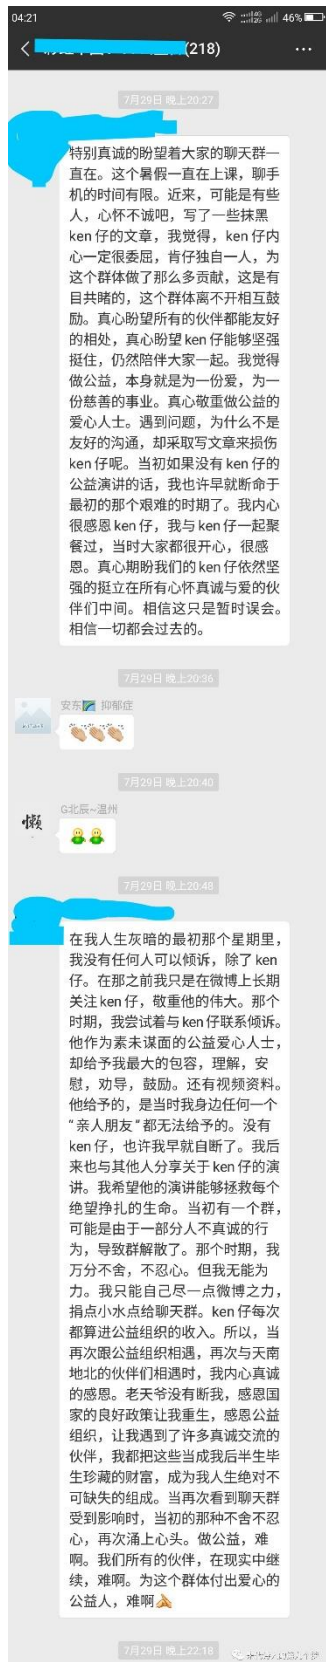 04:21
46%
(218)
7月29日 晚上20:27
特别真诚的盼望着大家的聊天群一
直在。这个暑假一直在上课，聊手
机的时间有限。近来，可能是有些
人，心怀不诚吧，写了一些抹黑
ken仔的文章，我觉得，ken仔内
心一定很委屈，肯仔独自一人，为
这个群体做了那么多贡献，这是有
目共睹的，这个群体离不开相互鼓
励。真心盼望所有的伙伴都能友好
的相处，真心盼望ken仔能够坚强
挺住，仍然陪伴大家一起。我觉得
做公益，本身就是为一份爱，为一
份慈善的事业。真心敬重做公益的
爱心人士。遇到问题，为什么不是
友好的沟通，却采取写文章来损伤
ken仔呢。当初如果没有ken仔的
公益演讲的话，我也许早就断命于
最初的那个艰难的时期了。我内心
很感恩ken仔，我与ken仔一起聚
餐过，当时大家都很开心，很感
恩。真心期盼我们的ken仔依然坚
强的挺立在所有心怀真诚与爱的伙
伴们中间。相信这只是暂时误会。
相信一切都会过去的。
7月29日 晚上20:36
安东 抑郁症
7月29日 晚上20:40
懒
G北辰~温州
7月29日 晚上20:48
在我人生灰暗的最初那个星期里，
我没有任何人可以倾诉，除了ken
仔。在那之前我只是在微博上长期
关注ken仔，敬重他的伟大。那个
时期，我尝试着与ken仔联系倾诉。
他作为素未谋面的公益爱心人士，
却给予我最大的包容，理解，安
慰，劝导，鼓励。还有视频资料。
他给予的，是当时我身边任何一个
“亲人朋友”都无法给予的。没有
ken仔，也许我早就自断了。我后
来也与其他人分享关于ken仔的演
讲。我希望他的演讲能够拯救每个
绝望挣扎的生命。当初有一个群，
可能是由于一部分人不真诚的行
为，导致群解散了。那个时期，我
万分不舍，不忍心。但我无能为
力。我只能自己尽一点微博之力，
捐点小水点给聊天群。ken仔每次
都算进公益组织的收入。所以，当
再次跟公益组织相遇，再次与天南
地北的伙伴们相遇时，我内心真诚
的感恩。老天爷没有断我，感恩国
家的良好政策让我重生，感恩公益
组织，让我遇到了许多真诚交流的
伙伴，我都把这些当成我后半生毕
生珍藏的财富，成为我人生绝对不
可缺失的组成。当再次看到聊天群
受到影响时，当初的那种不舍不忍
心，再次涌上心头。做公益，难
啊。我们所有的伙伴，在现实中继
续，难啊。为这个群体付出爱心的
公益人，难啊
7月29日 晚上22:18